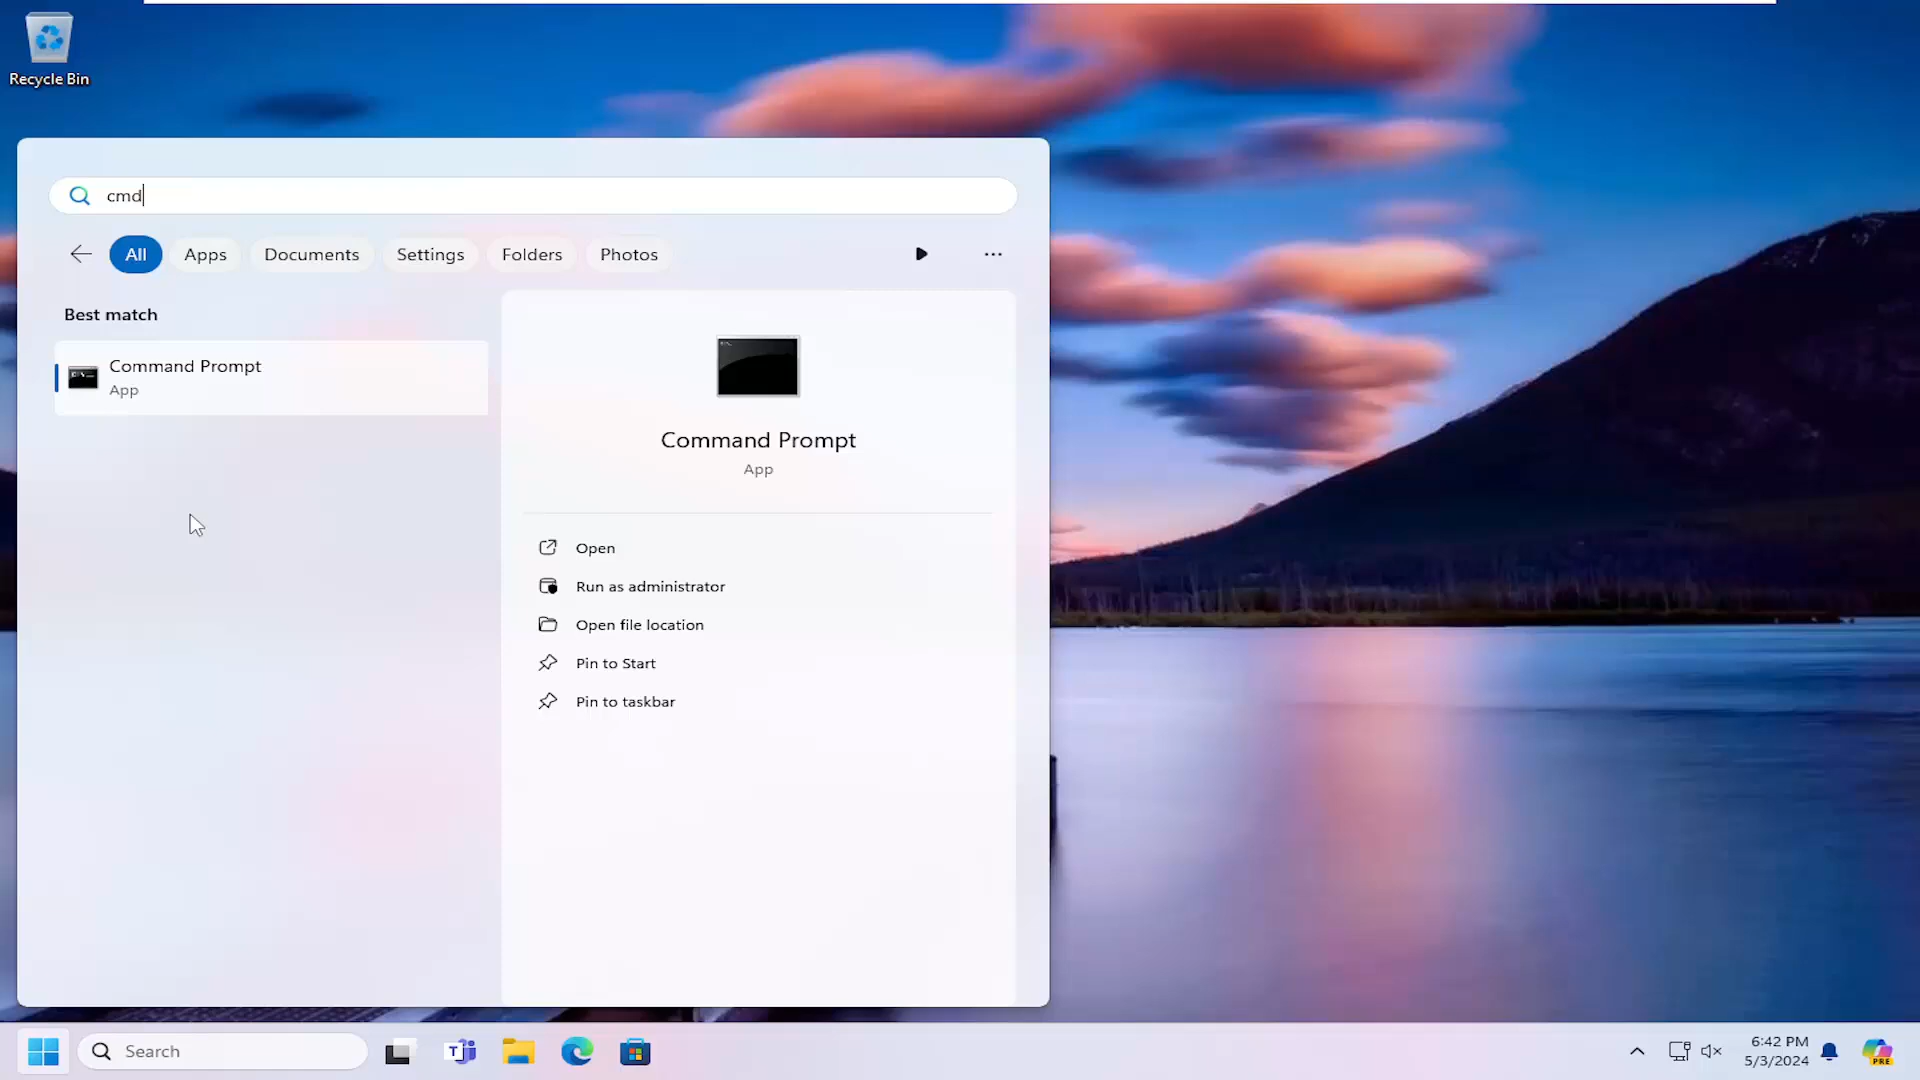 Recycle Bin
cmd
All Apps Documents Settings Folders Photos
Best match
Command Prompt
App
Command Prompt
App
Open
Run as administrator
Open file location
Pin to Start
Pin to taskbar
Search
6:42 PM
5/3/2024
PRE